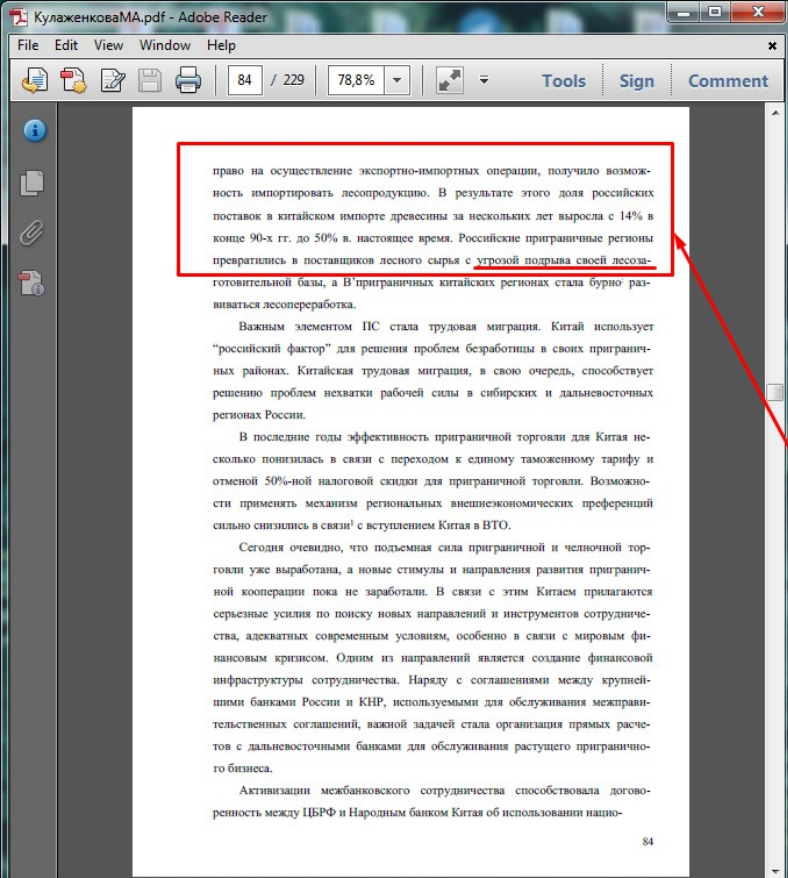 КулаженковаМА.pdf - Adobe Reader
File Edit View Window Help
84 / 229 78,8% Tools Sign Comment
право на осуществление экспортно-импортных операции, получило возмож-
ность импортировать лесопродукцию. В результате этого доля российских
поставок в китайском импорте древесины за нескольких лет выросла с 14% в
конце 90-х гг. до 50% в. настоящее время. Российские приграничные регионы
превратились в поставщиков лесного сырья с угрозой подрыва своей лесоза-
готовительной базы, а В'приграничных китайских регионах стала бурно' раз-
виваться лесопереработка.
Важным элементом ПС стала трудовая миграция. Китай использует
“российский фактор” для решения проблем безработицы в своих пригранич-
ных районах. Китайская трудовая миграция, в свою очередь, способствует
решению проблем нехватки рабочей силы в сибирских и дальневосточных
регионах России.
В последние годы эффективность приграничной торговли для Китая не-
сколько понизилась в связи с переходом к единому таможенному тарифу и
отменой 50%-ной налоговой скидки для приграничной торговли. Возможно-
сти применять механизм региональных внешнеэкономических преференций
сильно снизились в связи¹ с вступлением Китая в ВТО.
Сегодня очевидно, что подъемная сила приграничной и челночной тор-
говли уже выработана, а новые стимулы и направления развития пригранич-
ной кооперации пока не заработали. В связи с этим Китаем прилагаются
серьезные усилия по поиску новых направлений и инструментов сотрудниче-
ства, адекватных современным условиям, особенно в связи с мировым фи-
нансовым кризисом. Одним из направлений является создание финансовой
инфраструктуры сотрудничества. Наряду с соглашениями между крупней-
шими банками России и КНР, используемыми для обслуживания межправи-
тельственных соглашений, важной задачей стала организация прямых расче-
тов с дальневосточными банками для обслуживания растущего пригранично-
го бизнеса.
Активизации межбанковского сотрудничества способствовала догово-
ренность между ЦБРФ и Народным банком Китая об использовании нацио-
84